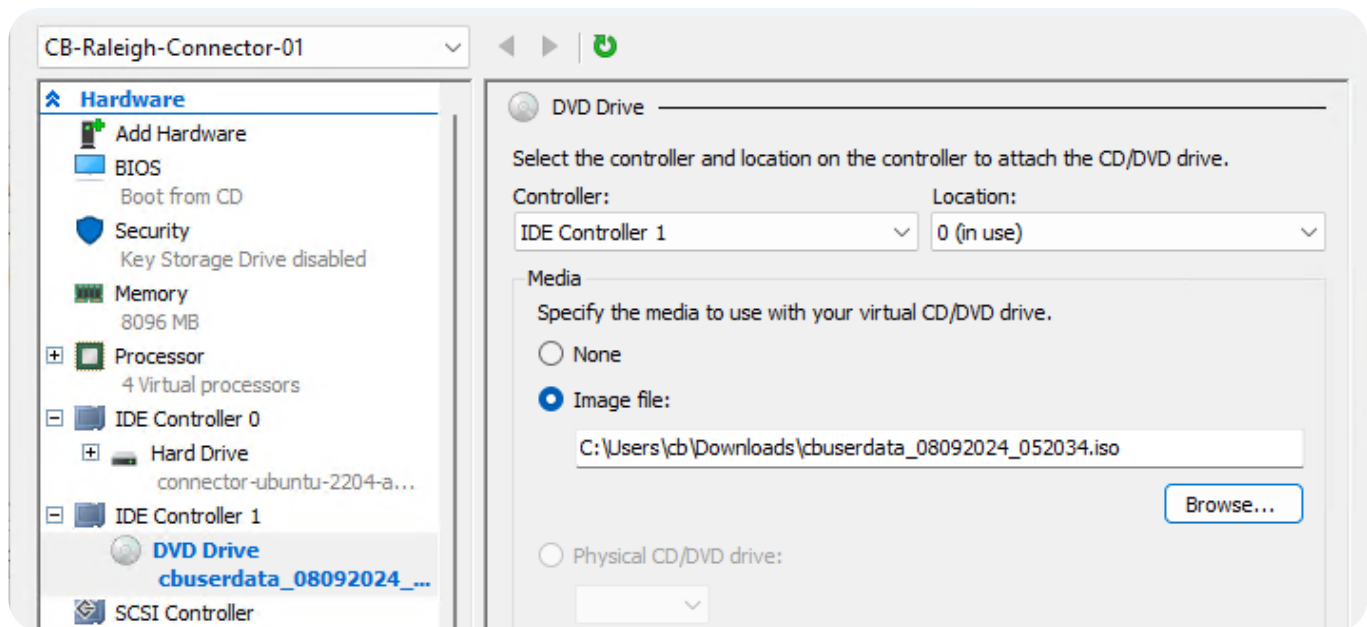 CB-Raleigh-Connector-01
Hardware
Add Hardware
BIOS
Boot from CD
Security
Key Storage Drive disabled
Memory
8096 MB
Processor
4 Virtual processors
IDE Controller 0
Hard Drive
connector-ubuntu-2204-a...
IDE Controller 1
DVD Drive
cbuserdata_08092024_...
SCSI Controller
DVD Drive
Select the controller and location on the controller to attach the CD/DVD drive.
Controller:
Location:
IDE Controller 1
0 (in use)
Media
Specify the media to use with your virtual CD/DVD drive.
None
Image file:
C:\Users\cb\Downloads\cbuserdata_08092024_052034.iso
Browse...
Physical CD/DVD drive: